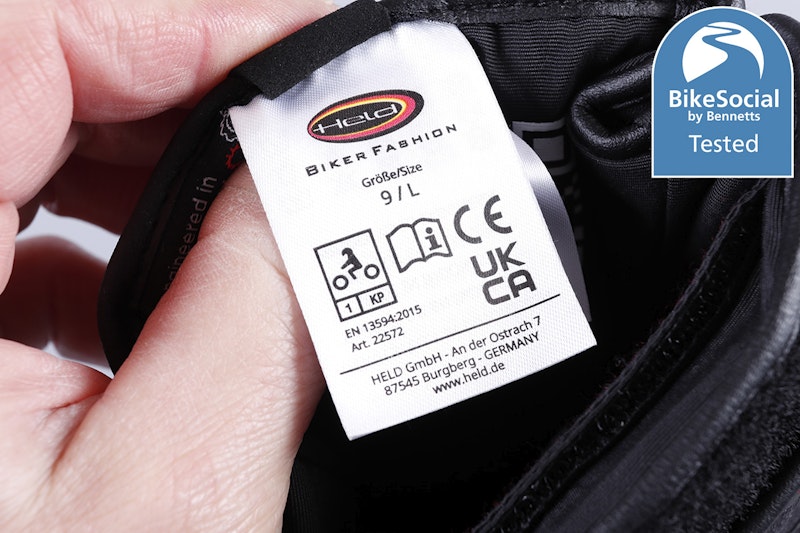 Held
BIKER FASHION
Größe/Size
9 / L
1 KP
CE
UK
CA
EN 13594:2015
Art. 22572
HELD GmbH - An der Ostrach 7
87545 Burgberg - GERMANY
www.held.de
BikeSocial
by Bennetts
Tested